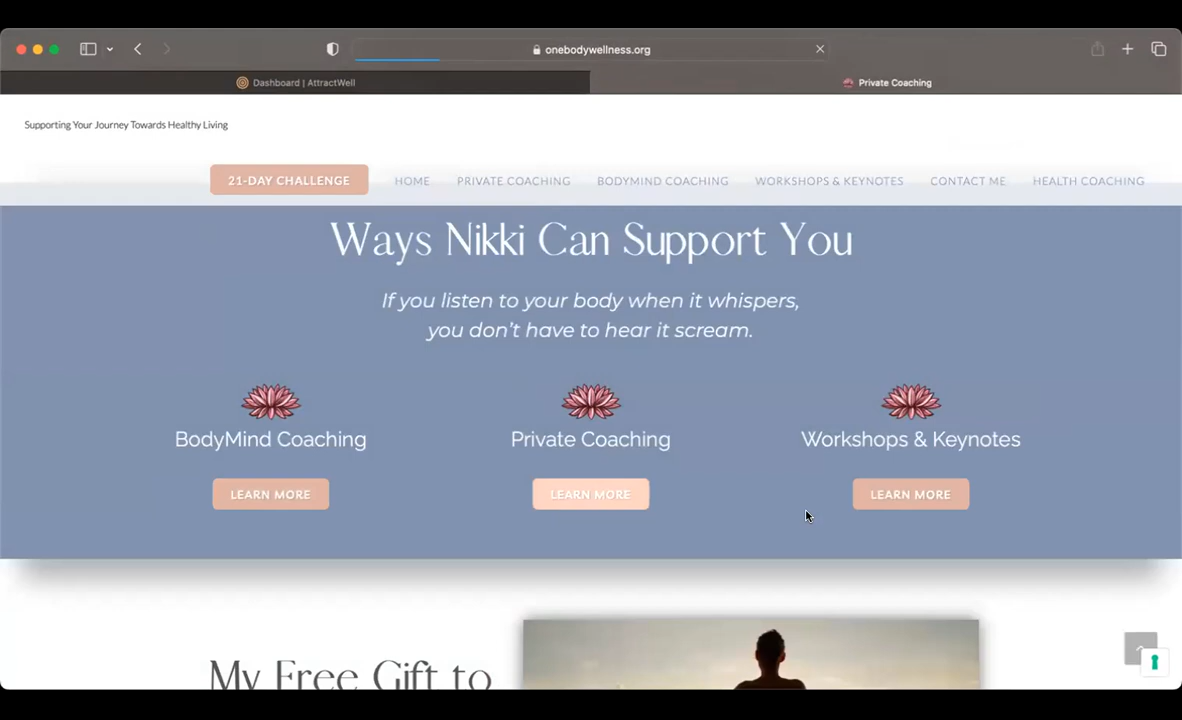 onebodywellness.org
Dashboard | AttractWell
Private Coaching
Supporting Your Journey Towards Healthy Living
21-DAY CHALLENGE
HOME
PRIVATE COACHING
BODYMIND COACHING
WORKSHOPS & KEYNOTES
CONTACT ME
HEALTH COACHING
Ways Nikki Can Support You
If you listen to your body when it whispers,
you don't have to hear it scream.
BodyMind Coaching
Private Coaching
Workshops & Keynotes
LEARN MORE
LEARN MORE
LEARN MORE
My Free Gift to